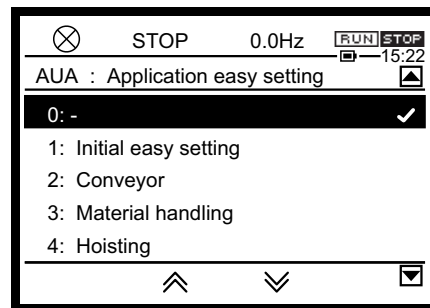 STOP 0.0Hz RUN STOP
15:22
AUA : Application easy setting
0: -
1: Initial easy setting
2: Conveyor
3: Material handling
4: Hoisting